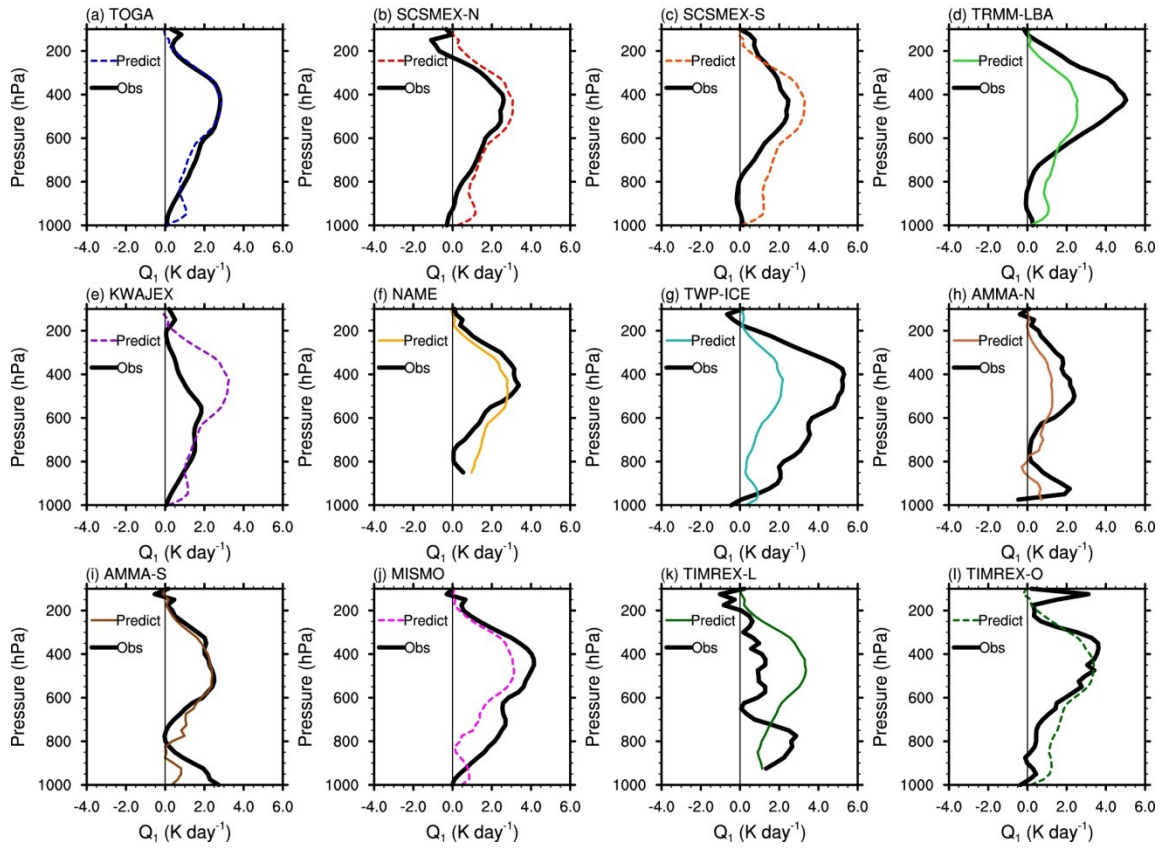 (a) TOGA
Pressure (hPa)
200
400
600
800
1000
Predict
Obs
-4.0 -2.0 0.0 2.0 4.0 6.0
Q₁ (K day⁻¹)
(b) SCSMEX-N
Pressure (hPa)
200
400
600
800
1000
Predict
Obs
-4.0 -2.0 0.0 2.0 4.0 6.0
Q₁ (K day⁻¹)
(c) SCSMEX-S
Pressure (hPa)
200
400
600
800
1000
Predict
Obs
-4.0 -2.0 0.0 2.0 4.0 6.0
Q₁ (K day⁻¹)
(d) TRMM-LBA
Pressure (hPa)
200
400
600
800
1000
Predict
Obs
-4.0 -2.0 0.0 2.0 4.0 6.0
Q₁ (K day⁻¹)
(e) KWAJEX
Pressure (hPa)
200
400
600
800
1000
Predict
Obs
-4.0 -2.0 0.0 2.0 4.0 6.0
Q₁ (K day⁻¹)
(f) NAME
Pressure (hPa)
200
400
600
800
1000
Predict
Obs
-4.0 -2.0 0.0 2.0 4.0 6.0
Q₁ (K day⁻¹)
(g) TWP-ICE
Pressure (hPa)
200
400
600
800
1000
Predict
Obs
-4.0 -2.0 0.0 2.0 4.0 6.0
Q₁ (K day⁻¹)
(h) AMMA-N
Pressure (hPa)
200
400
600
800
1000
Predict
Obs
-4.0 -2.0 0.0 2.0 4.0 6.0
Q₁ (K day⁻¹)
(i) AMMA-S
Pressure (hPa)
200
400
600
800
1000
Predict
Obs
-4.0 -2.0 0.0 2.0 4.0 6.0
Q₁ (K day⁻¹)
(j) MISMO
Pressure (hPa)
200
400
600
800
1000
Predict
Obs
-4.0 -2.0 0.0 2.0 4.0 6.0
Q₁ (K day⁻¹)
(k) TIMREX-L
Pressure (hPa)
200
400
600
800
1000
Predict
Obs
-4.0 -2.0 0.0 2.0 4.0 6.0
Q₁ (K day⁻¹)
(l) TIMREX-O
Pressure (hPa)
200
400
600
800
1000
Predict
Obs
-4.0 -2.0 0.0 2.0 4.0 6.0
Q₁ (K day⁻¹)